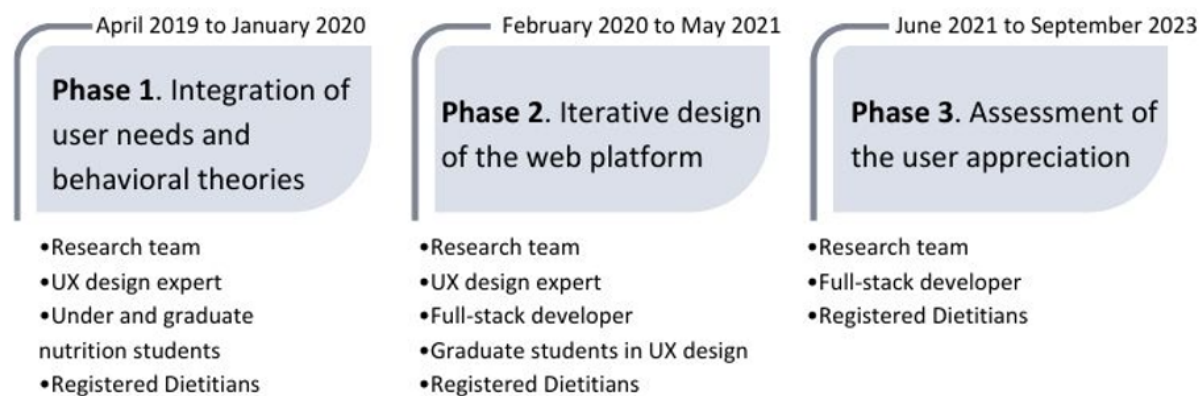 April 2019 to January 2020
Phase 1. Integration of
user needs and
behavioral theories
•Research team
•UX design expert
•Under and graduate
nutrition students
•Registered Dietitians
February 2020 to May 2021
Phase 2. Iterative design
of the web platform
•Research team
•UX design expert
•Full-stack developer
•Graduate students in UX design
•Registered Dietitians
June 2021 to September 2023
Phase 3. Assessment of
the user appreciation
•Research team
•Full-stack developer
•Registered Dietitians